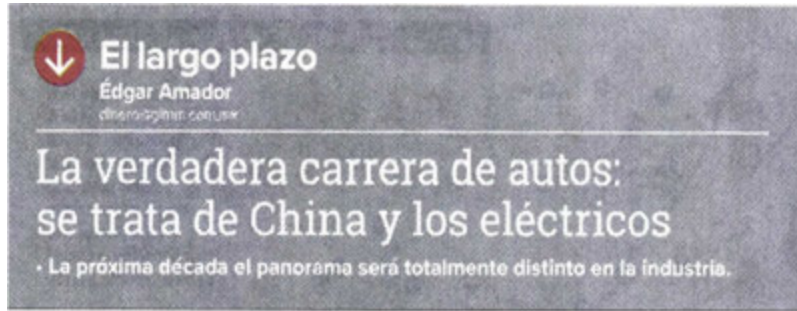 El largo plazo
Édgar Amador
La verdadera carrera de autos:
se trata de China y los eléctricos
• La próxima década el panorama será totalmente distinto en la industria.